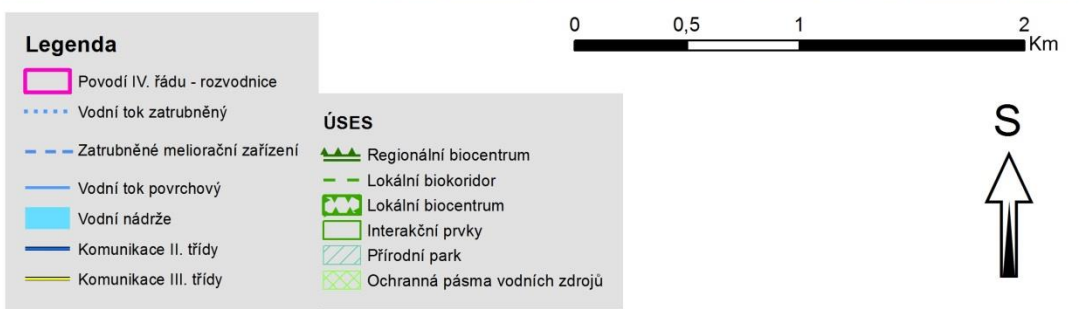 0 0,5 1 2
Km
Legenda
Povodí IV. řádu - rozvodnice
Vodní tok zatrubněný
Zatrubněné meliorační zařízení
Vodní tok povrchový
Vodní nádrže
Komunikace II. třídy
Komunikace III. třídy
ÚSES
Regionální biocentrum
Lokální biokoridor
Lokální biocentrum
Interakční prvky
Přírodní park
Ochranná pásma vodních zdrojů
S